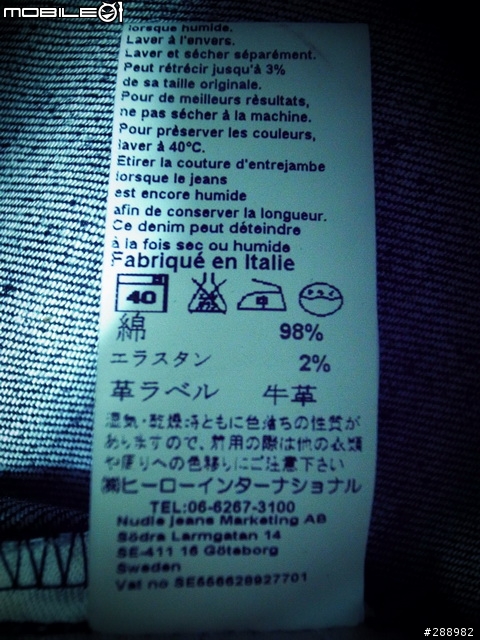 MOBILE01
lorsque humide.
Laver à l'envers.
Laver et sécher séparément.
Peut rétrécir jusqu'à 3%
de sa taille originale.
Pour de meilleurs résultats,
ne pas sécher à la machine.
Pour préserver les couleurs,
laver à 40°C.
Etirer la couture d'entrejambe
lorsque le jeans
est encore humide
afin de conserver la longueur.
Ce denim peut déteindre
à la fois sec ou humide
Fabriqué en Italie
40 中
綿 98%
エラスタン 2%
革ラベル 牛革
湿気・乾燥時ともに色落ちの性質が
ありますので、着用の際は他の衣類
や座りへの色移りにご注意下さい
㈱ヒーローインターナショナル
TEL:06-6267-3100
Nudie jeans Marketing AB
Södra Larmgatan 14
SE-411 16 Göteborg
Sweden
Vat no SE556628927701
#288982